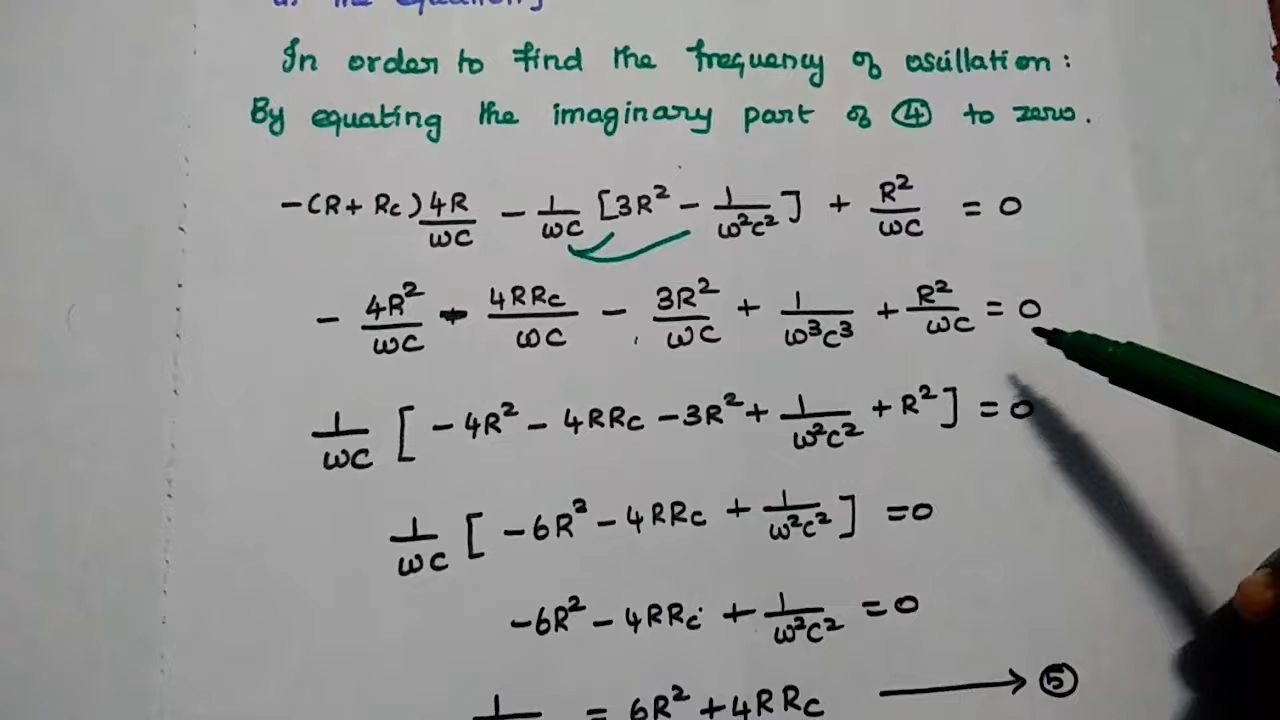 the equations
In order to find the frequency of oscillation:
By equating the imaginary part of ④ to zero.
-(R + Rc) 4R/ωC - 1/ωC [3R² - 1/ω²C²] + R²/ωC = 0
- 4R²/ωC - 4RRc/ωC - 3R²/ωC + 1/ω³C³ + R²/ωC = 0
1/ωC [ -4R² - 4RRc - 3R² + 1/ω²C² + R² ] = 0
1/ωC [ -6R² - 4RRc + 1/ω²C² ] = 0
-6R² - 4RRc + 1/ω²C² = 0
1 = 6R² + 4RRc ⟶ ⑤